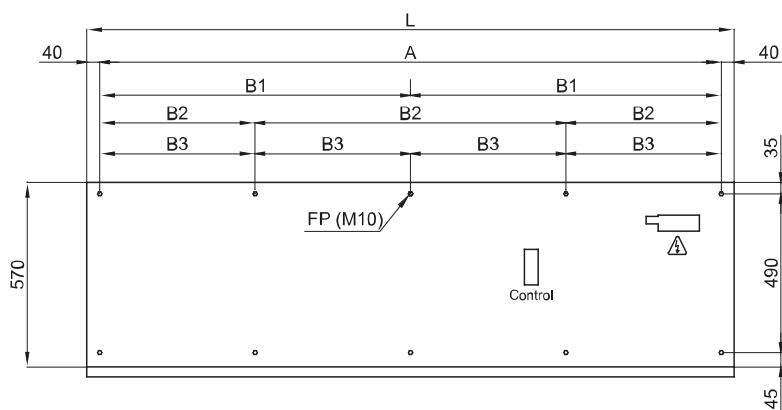 L
40 A 40
B1 B1
B2 B2 B2
B3 B3 B3 B3
35
FP (M10)
570
490
Control
45